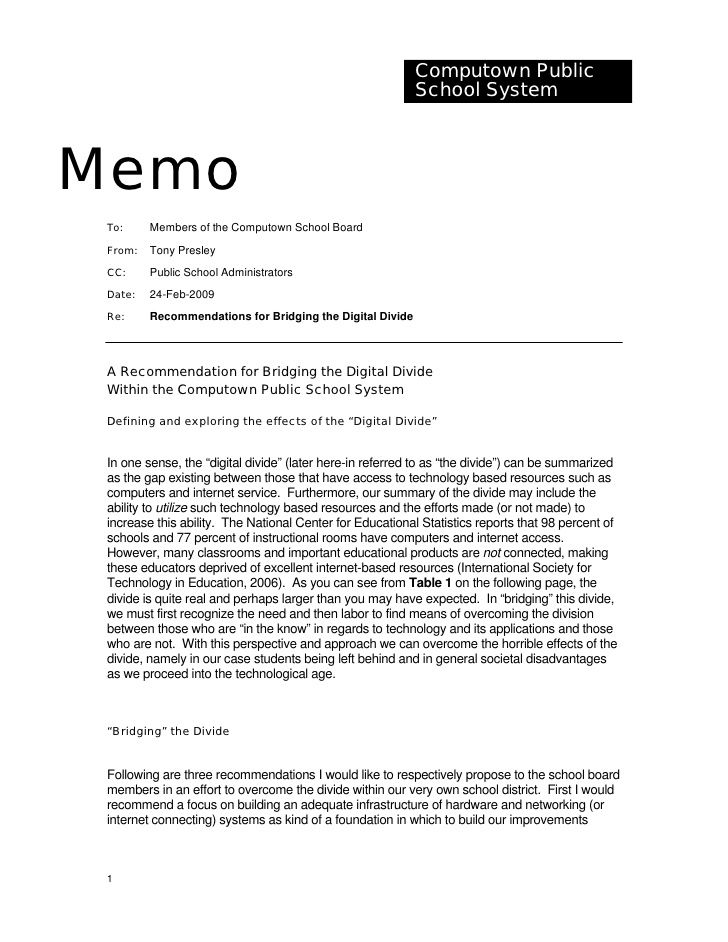 Computown Public
School System
Memo
To: Members of the Computown School Board
From: Tony Presley
CC: Public School Administrators
Date: 24-Feb-2009
Re: Recommendations for Bridging the Digital Divide
A Recommendation for Bridging the Digital Divide
Within the Computown Public School System
Defining and exploring the effects of the “Digital Divide”
In one sense, the “digital divide” (later here-in referred to as “the divide”) can be summarized
as the gap existing between those that have access to technology based resources such as
computers and internet service.  Furthermore, our summary of the divide may include the
ability to utilize such technology based resources and the efforts made (or not made) to
increase this ability.  The National Center for Educational Statistics reports that 98 percent of
schools and 77 percent of instructional rooms have computers and internet access.
However, many classrooms and important educational products are not connected, making
these educators deprived of excellent internet-based resources (International Society for
Technology in Education, 2006).  As you can see from Table 1 on the following page, the
divide is quite real and perhaps larger than you may have expected.  In “bridging” this divide,
we must first recognize the need and then labor to find means of overcoming the division
between those who are “in the know” in regards to technology and its applications and those
who are not.  With this perspective and approach we can overcome the horrible effects of the
divide, namely in our case students being left behind and in general societal disadvantages
as we proceed into the technological age.
“Bridging” the Divide
Following are three recommendations I would like to respectively propose to the school board
members in an effort to overcome the divide within our very own school district.  First I would
recommend a focus on building an adequate infrastructure of hardware and networking (or
internet connecting) systems as kind of a foundation in which to build our improvements
1